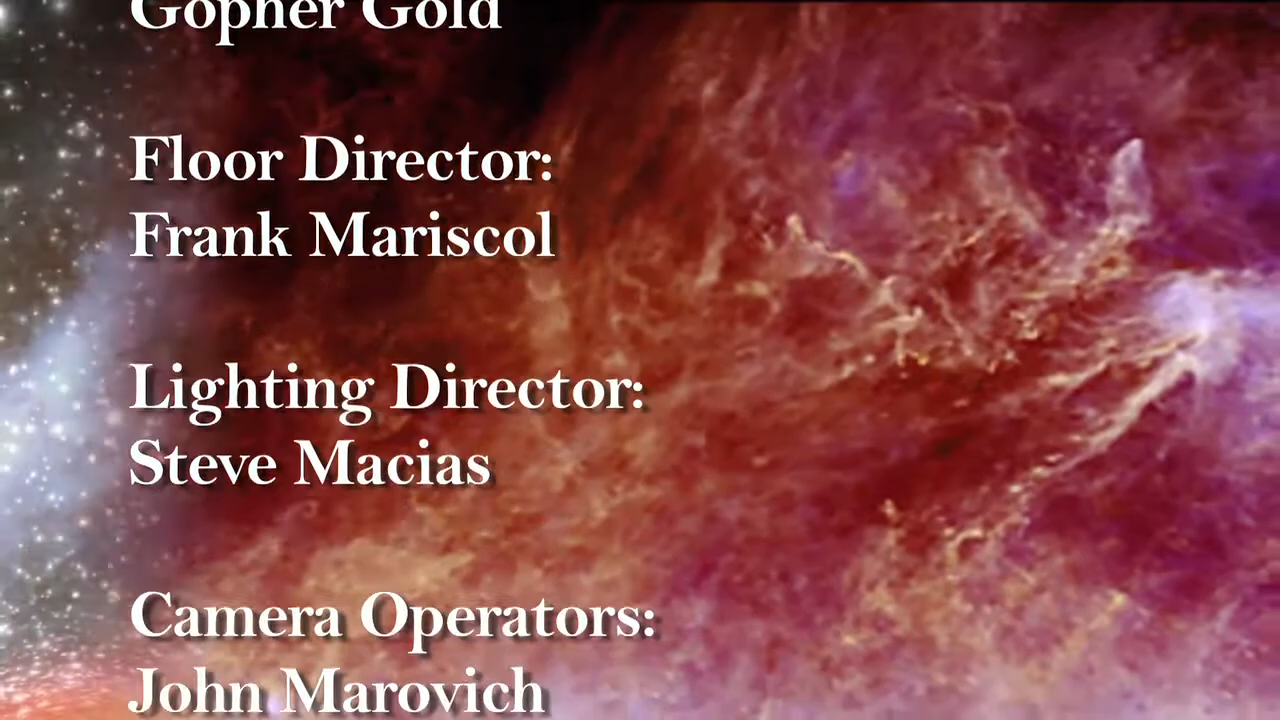 Gopher Gold
Floor Director:
Frank Mariscol
Lighting Director:
Steve Macias
Camera Operators:
John Marovich